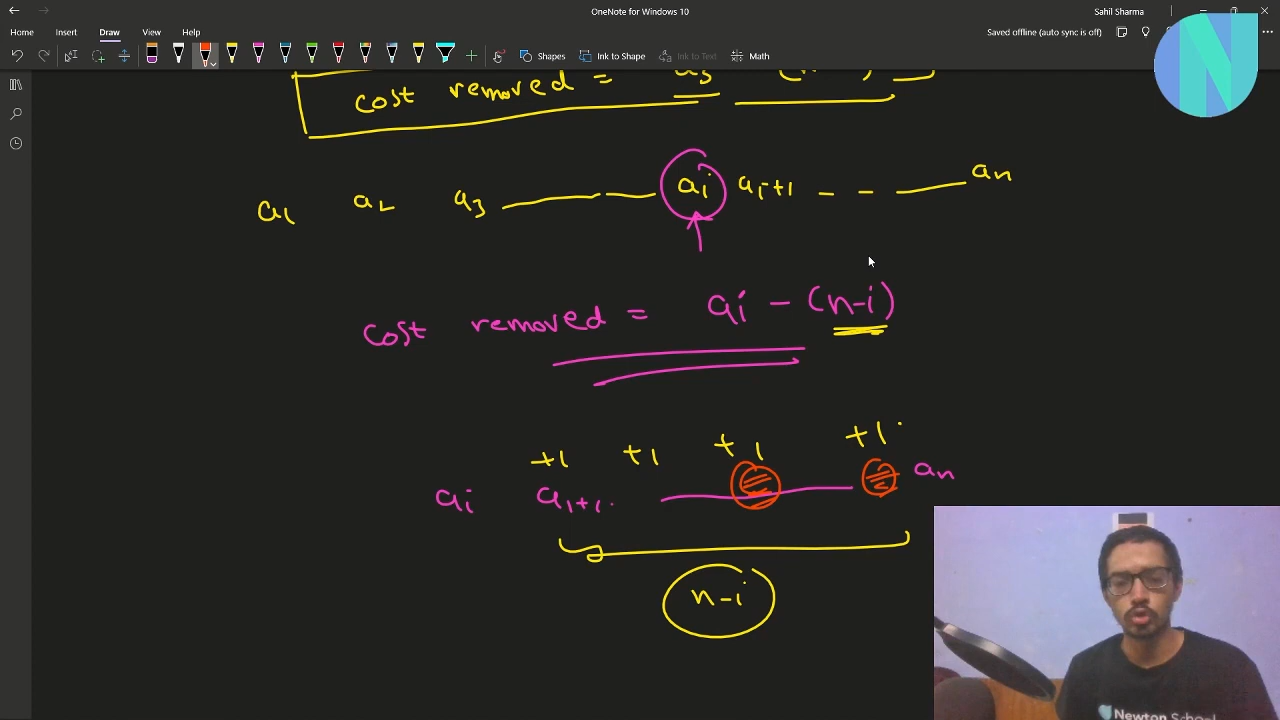 OneNote for Windows 10
Sahil Sharma
Home Insert Draw View Help
Saved offline (auto sync is off)
Shapes Ink to Shape Ink to Text Math
cost removed = a3
a1 a2 a3 ai ai+1 - - an
cost removed = ai - (n-i)
+1 +1 +1 +1
ai ai+1 an
n-i
Newton School